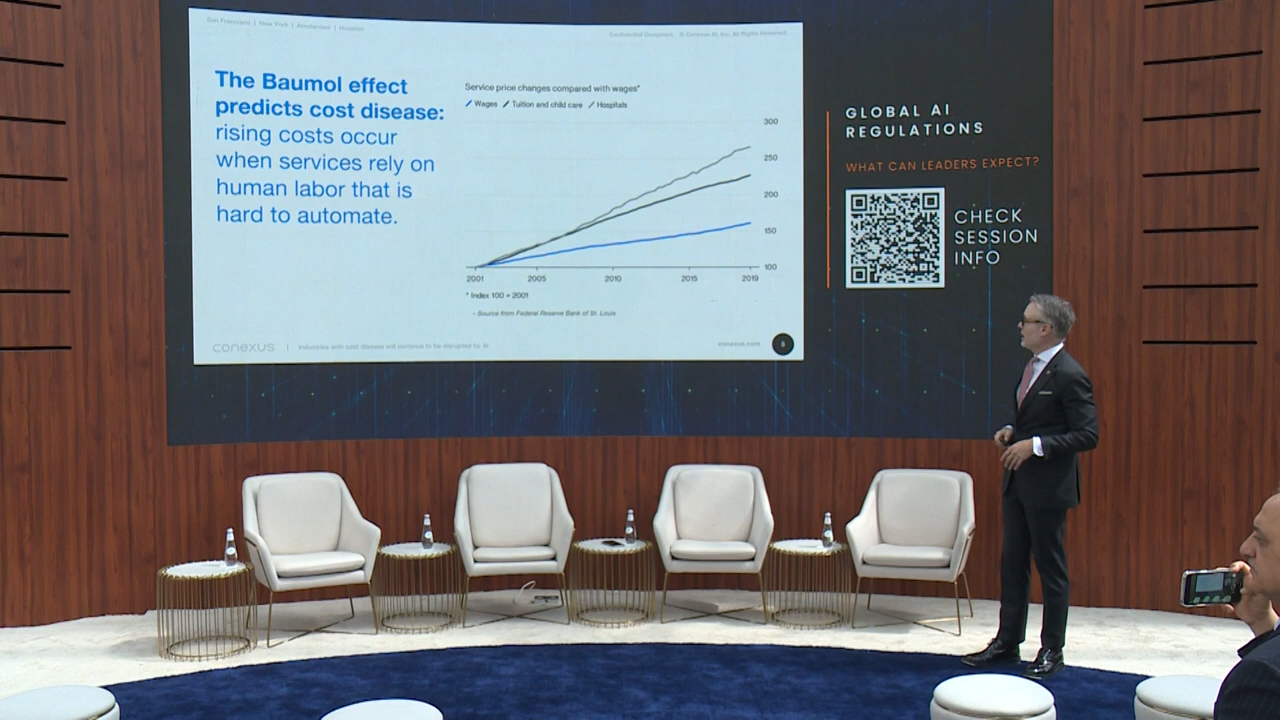 San Francisco | New York | Amsterdam | Houston
Confidential Document. © Conexus AI, Inc. All Rights Reserved.
The Baumol effect
predicts cost disease:
rising costs occur
when services rely on
human labor that is
hard to automate.
Service price changes compared with wages*
Wages Tuition and child care Hospitals
300
250
200
150
100
2001 2005 2010 2015 2019
* Index 100 = 2001
– Source from Federal Reserve Bank of St. Louis
conexus | Industries with cost disease will continue to be disrupted by AI.
conexus.com
GLOBAL AI
REGULATIONS
WHAT CAN LEADERS EXPECT?
CHECK
SESSION
INFO